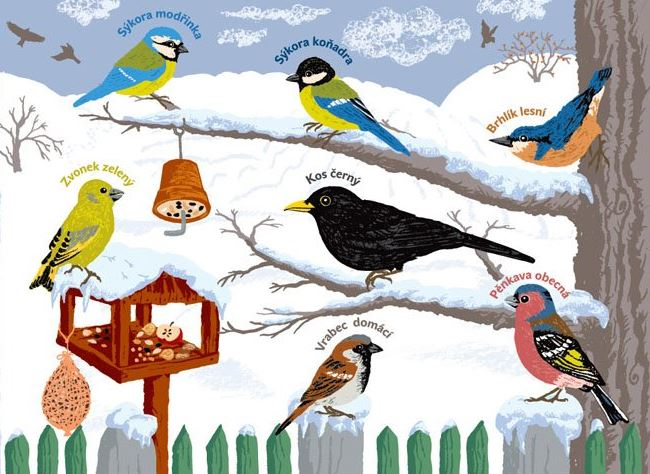 Sýkora modřinka
Sýkora koňadra
Brhlík lesní
Zvonek zelený
Kos černý
Pěnkava obecná
Vrabec domácí